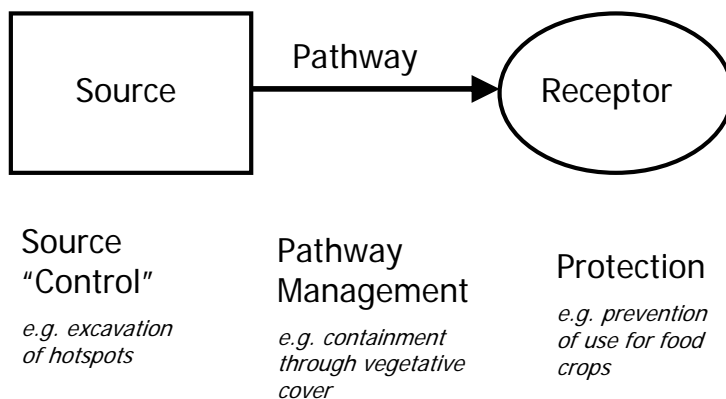 Source
Pathway
Receptor
Source
“Control”
e.g. excavation
of hotspots
Pathway
Management
e.g. containment
through vegetative
cover
Protection
e.g. prevention
of use for food
crops